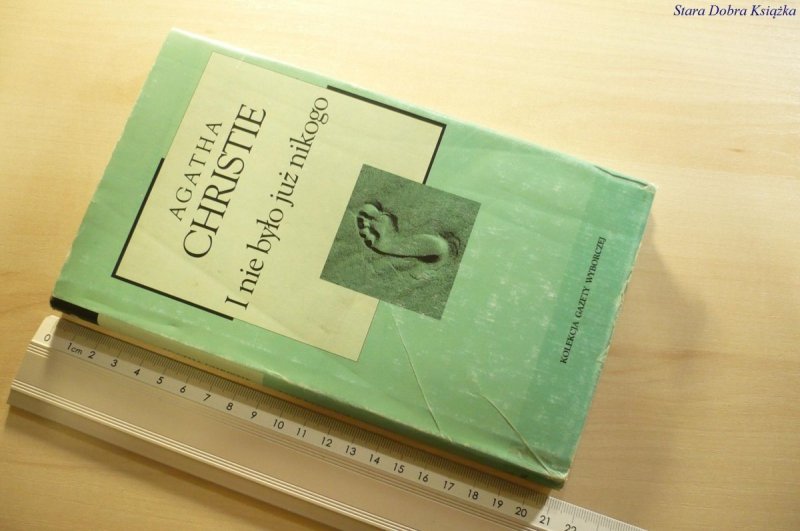 Stara Dobra Książka
AGATHA
CHRISTIE
I nie było już nikogo
KOLEKCJA GAZETY WYBORCZEJ
0 1cm 2 3 4 5 6 7 8 9 10 11 12 13 14 15 16 17 18 19 20 21 22